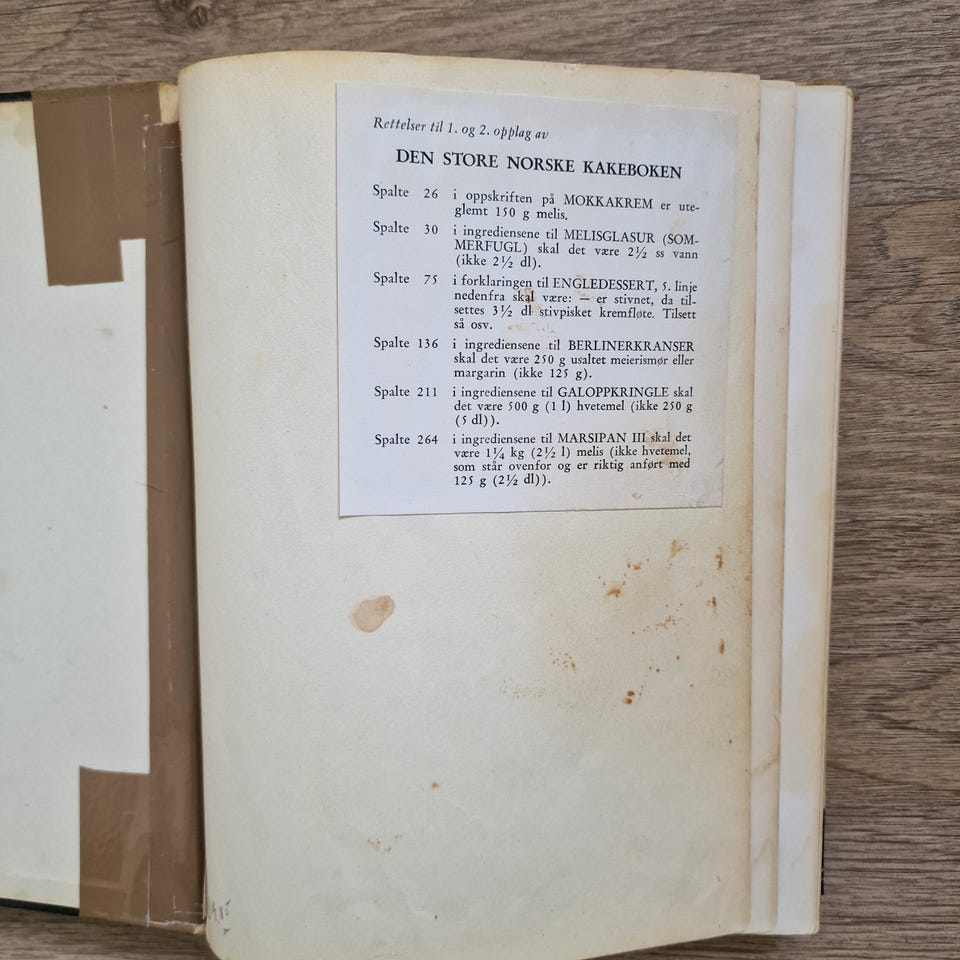 Rettelser til 1. og 2. opplag av
DEN STORE NORSKE KAKEBOKEN
Spalte 26 i oppskriften på MOKKAKREM er ute-
glemt 150 g melis.
Spalte 30 i ingrediensene til MELISGLASUR (SOM-
MERFUGL) skal det være 2½ ss vann
(ikke 2½ dl).
Spalte 75 i forklaringen til ENGLEDESSERT, 5. linje
nedenfra skal være: — er stivnet, da til-
settes 3½ dl stivpisket kremfløte. Tilsett
så osv.
Spalte 136 i ingrediensene til BERLINERKRANSER
skal det være 250 g usaltet meierismør eller
margarin (ikke 125 g).
Spalte 211 i ingrediensene til GALOPPKRINGLE skal
det være 500 g (1 l) hvetemel (ikke 250 g
(5 dl)).
Spalte 264 i ingrediensene til MARSIPAN III skal det
være 1¼ kg (2½ l) melis (ikke hvetemel,
som står ovenfor og er riktig anført med
125 g (2½ dl)).